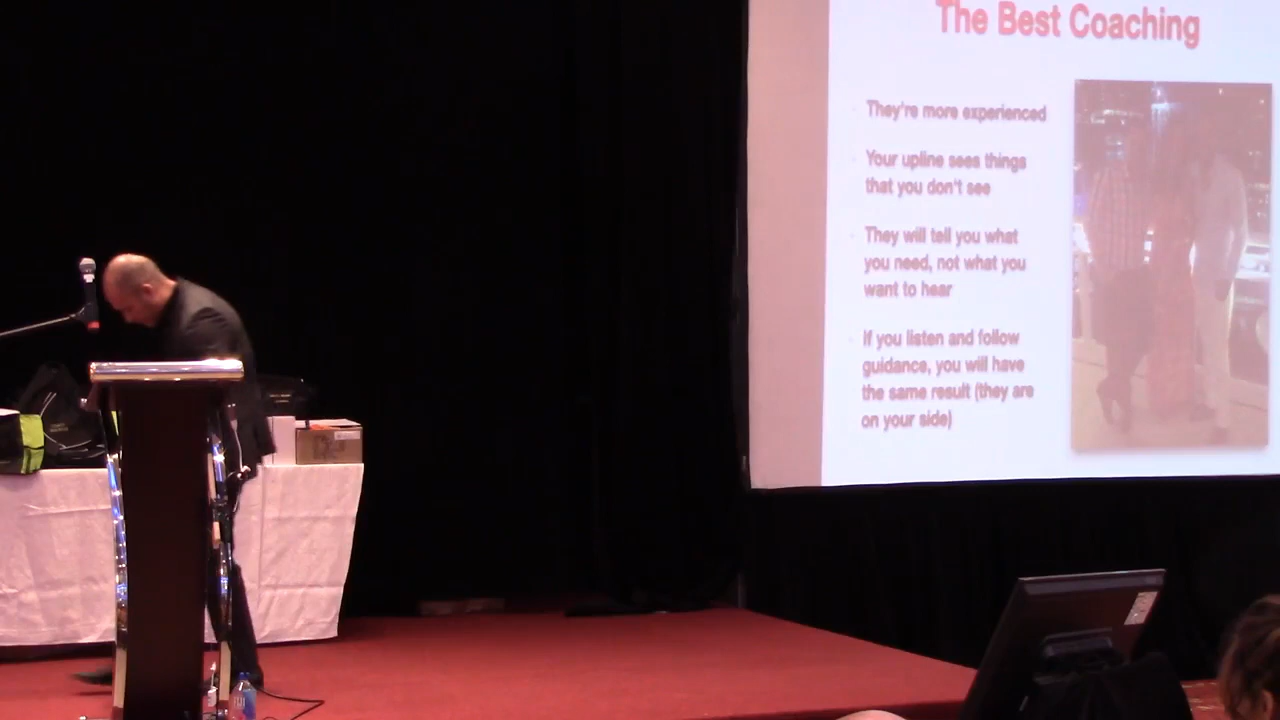 The Best Coaching
They're more experienced
Your upline sees things
that you don't see
They will tell you what
you need, not what you
want to hear
If you listen and follow
guidance, you will have
the same result (they are
on your side)